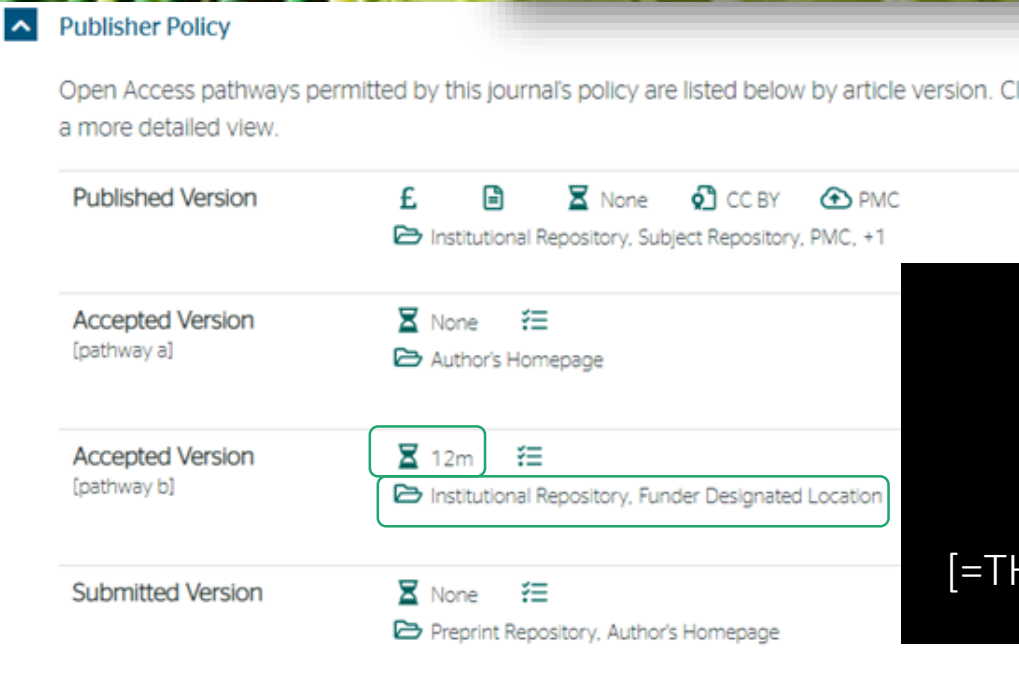 Publisher Policy
Open Access pathways permitted by this journal's policy are listed below by article version.
a more detailed view.
Published Version £ None CC BY PMC
Institutional Repository, Subject Repository, PMC, +1
Accepted Version None
[pathway a]
Author's Homepage
Accepted Version 12m
[pathway b]
Institutional Repository, Funder Designated Location
[=TH
Submitted Version None
Preprint Repository, Author's Homepage